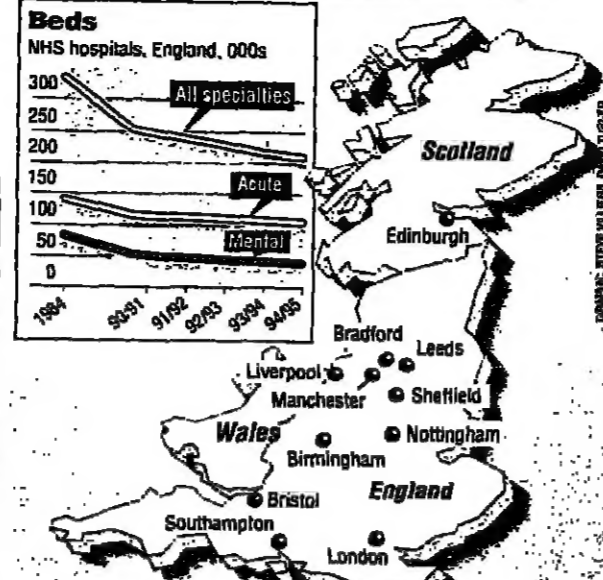 Beds
NHS hospitals, England, 000s
300
250
200
150
100
50
0
All specialties
Acute
Mental
1984
90-91
91/92
92/93
93/94
94/95
Scotland
Edinburgh
Bradford
Leeds
Liverpool
Manchester
Sheffield
Wales
Nottingham
Birmingham
Bristol
England
Southampton
London